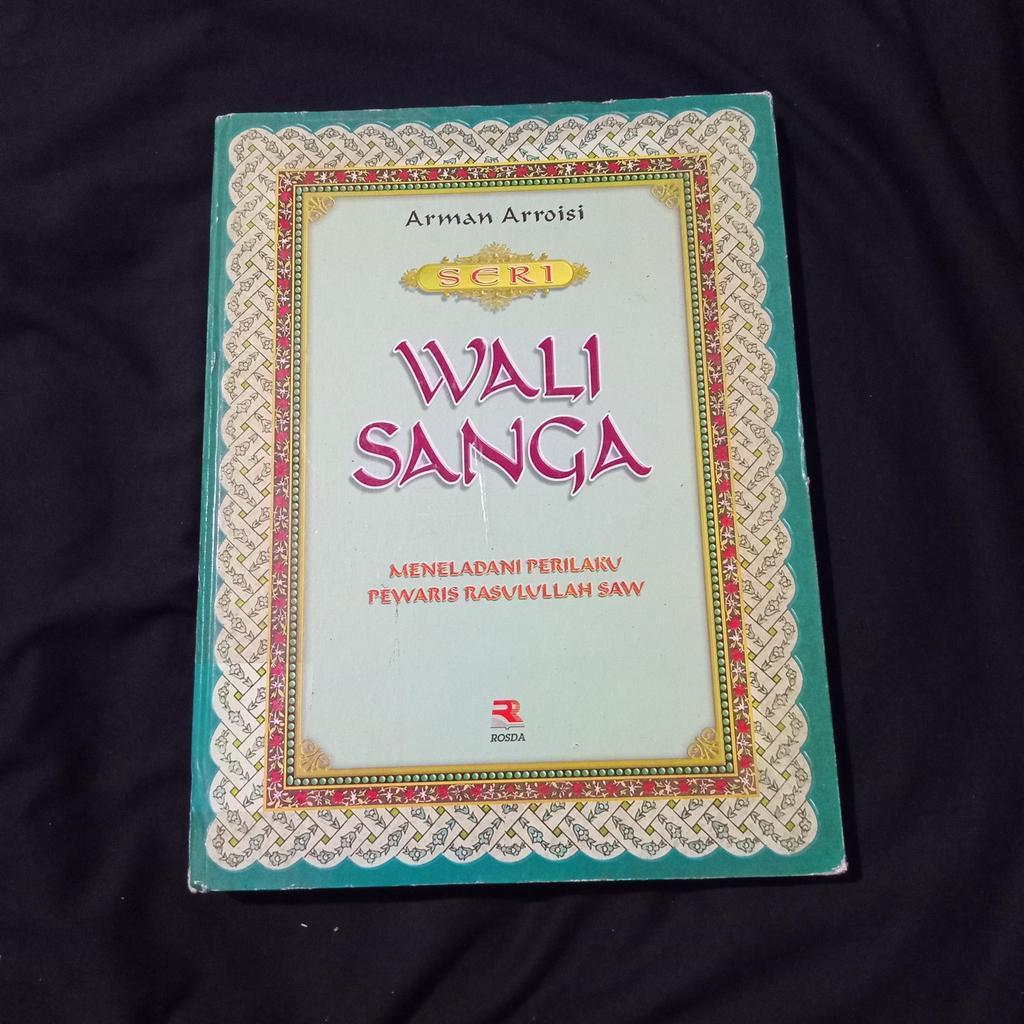 Arman Arroisi
SERI
WALI
SANGA
MENELADANI PERILAKU
PEWARIS RASULULLAH SAW
ROSDA